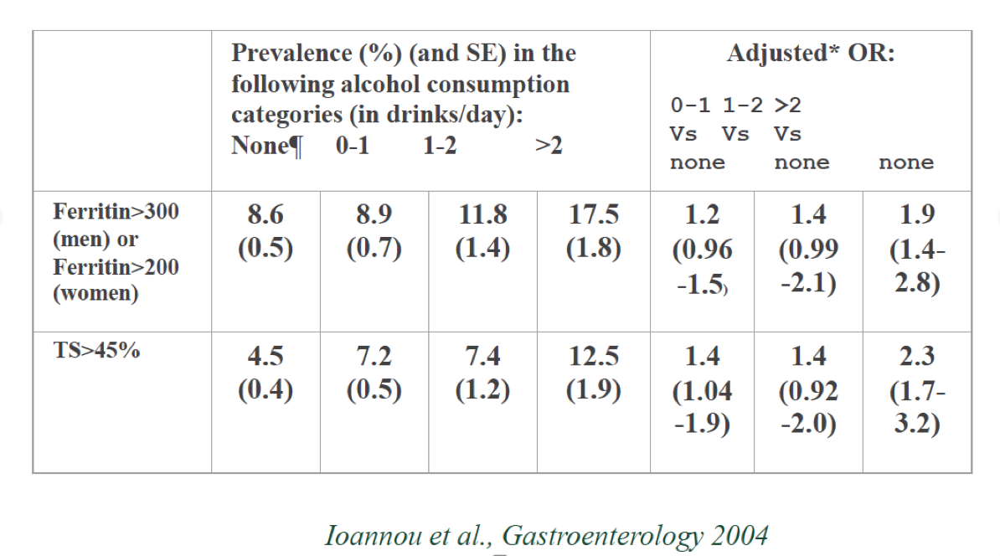 Prevalence (%) (and SE) in the
following alcohol consumption
categories (in drinks/day):
None¶ 0-1 1-2 >2
Adjusted* OR:
0-1 1-2 >2
Vs Vs Vs
none none none
Ferritin>300
(men) or
Ferritin>200
(women)
8.6
(0.5)
8.9
(0.7)
11.8
(1.4)
17.5
(1.8)
1.2
(0.96
-1.5)
1.4
(0.99
-2.1)
1.9
(1.4-
2.8)
TS>45%
4.5
(0.4)
7.2
(0.5)
7.4
(1.2)
12.5
(1.9)
1.4
(1.04
-1.9)
1.4
(0.92
-2.0)
2.3
(1.7-
3.2)
Ioannou et al., Gastroenterology 2004